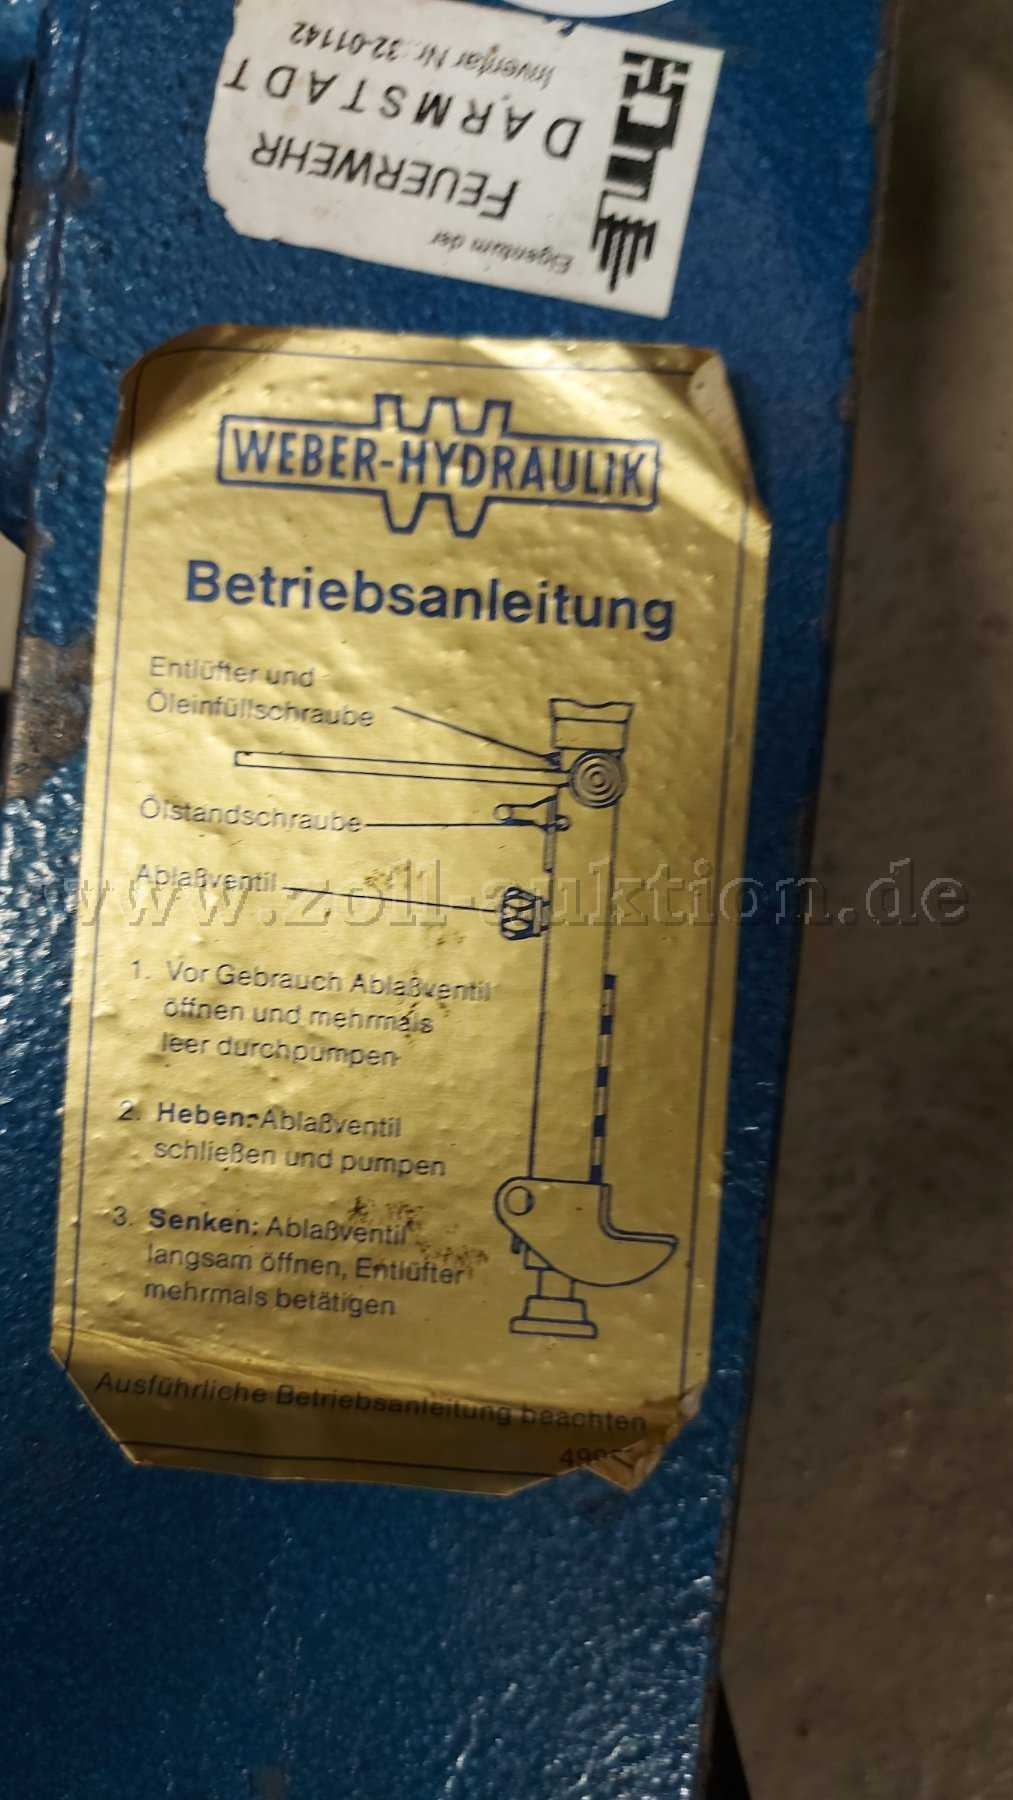 Eigentum der
FEUERWEHR
DARMSTADT
Inventar Nr.: 32-01142
WEBER-HYDRAULIK
Betriebsanleitung
Entlüfter und
Öleinfüllschraube
Ölstandschraube
Ablaßventil
www.zoll-auktion.de
1. Vor Gebrauch Ablaßventil
öffnen und mehrmals
leer durchpumpen
2. Heben: Ablaßventil
schließen und pumpen
3. Senken: Ablaßventil
langsam öffnen, Entlüfter
mehrmals betätigen
Ausführliche Betriebsanleitung beachten